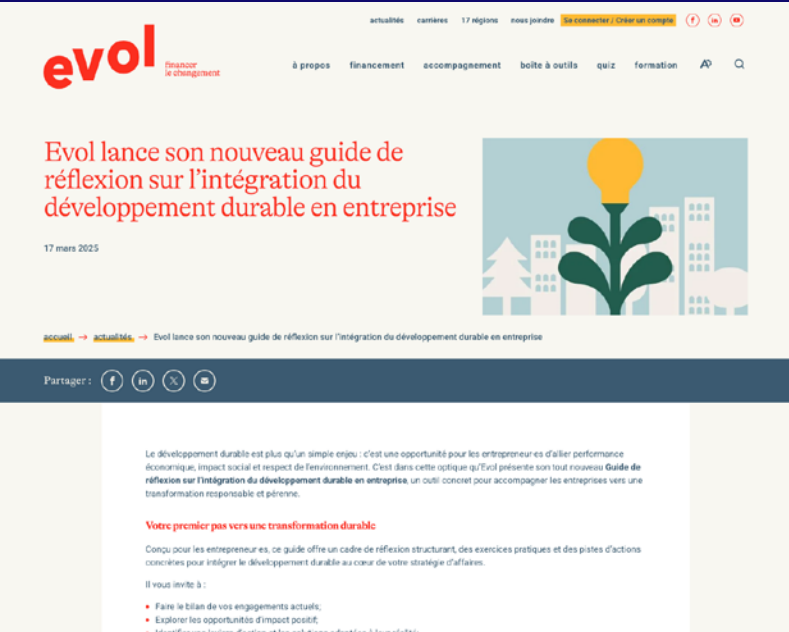 actualités carrières 17 régions nous joindre Se connecter / Créer un compte
evol financer
le changement
à propos financement accompagnement boîte à outils quiz formation
Evol lance son nouveau guide de
réflexion sur l'intégration du
développement durable en entreprise
17 mars 2025
accueil → actualités → Evol lance son nouveau guide de réflexion sur l'intégration du développement durable en entreprise
Partager :
Le développement durable est plus qu'un simple enjeu : c'est une opportunité pour les entrepreneur·es d'allier performance
économique, impact social et respect de l'environnement. C'est dans cette optique qu'Evol présente son tout nouveau Guide de
réflexion sur l'intégration du développement durable en entreprise, un outil concret pour accompagner les entreprises vers une
transformation responsable et pérenne.
Votre premier pas vers une transformation durable
Conçu pour les entrepreneur·es, ce guide offre un cadre de réflexion structurant, des exercices pratiques et des pistes d'actions
concrètes pour intégrer le développement durable au cœur de votre stratégie d'affaires.
Il vous invite à :
• Faire le bilan de vos engagements actuels;
• Explorer les opportunités d'impact positif;